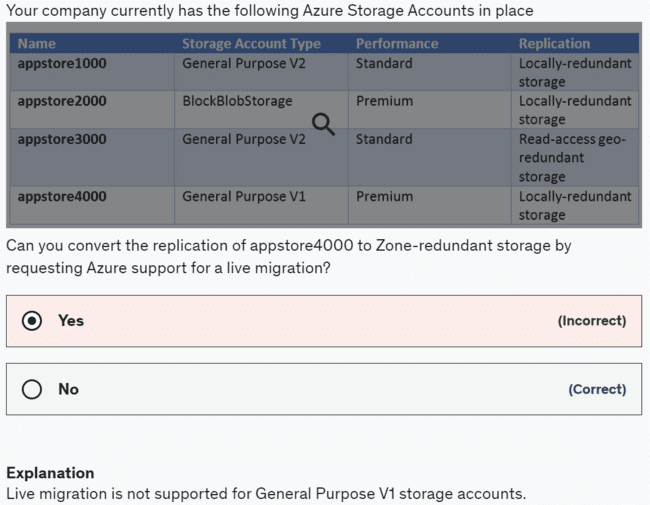 Your company currently has the following Azure Storage Accounts in place
Name Storage Account Type Performance Replication
appstore1000 General Purpose V2 Standard Locally-redundant
storage
appstore2000 BlockBlobStorage Premium Locally-redundant
storage
appstore3000 General Purpose V2 Standard Read-access geo-
redundant
storage
appstore4000 General Purpose V1 Premium Locally-redundant
storage
Can you convert the replication of appstore4000 to Zone-redundant storage by
requesting Azure support for a live migration?
Yes (Incorrect)
No (Correct)
Explanation
Live migration is not supported for General Purpose V1 storage accounts.